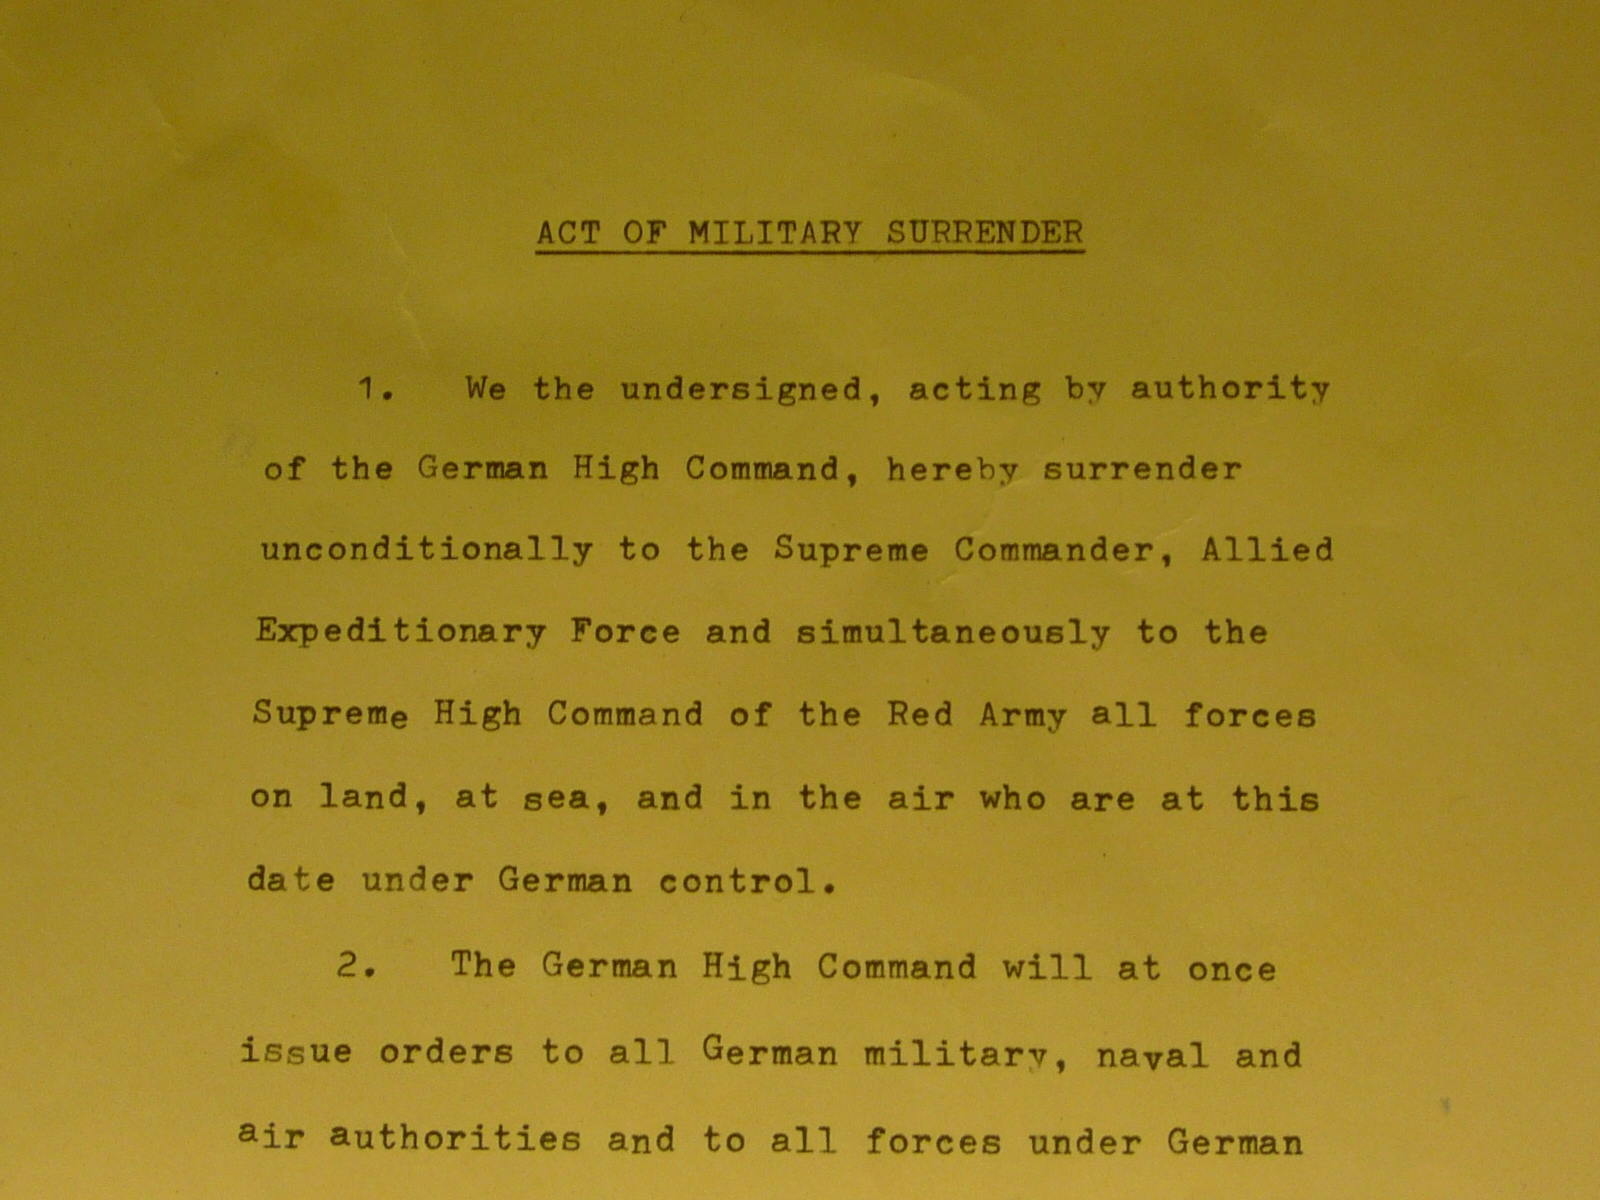 ACT OF MILITARY SURRENDER
1. We the undersigned, acting by authority
of the German High Command, hereby surrender
unconditionally to the Supreme Commander, Allied
Expeditionary Force and simultaneously to the
Supreme High Command of the Red Army all forces
on land, at sea, and in the air who are at this
date under German control.
2. The German High Command will at once
issue orders to all German military, naval and
air authorities and to all forces under German